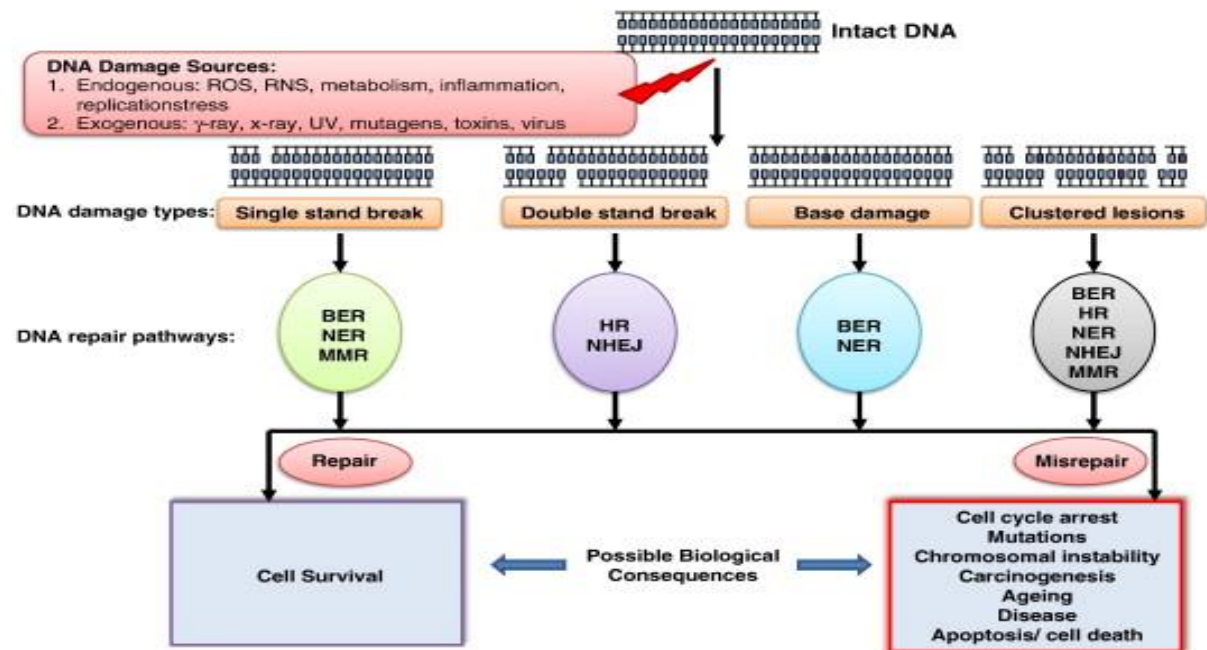 Intact DNA
DNA Damage Sources:
1. Endogenous: ROS, RNS, metabolism, inflammation,
replicationstress
2. Exogenous: γ-ray, x-ray, UV, mutagens, toxins, virus
DNA damage types:
Single stand break
Double stand break
Base damage
Clustered lesions
DNA repair pathways:
BER
NER
MMR
HR
NHEJ
BER
NER
BER
HR
NER
NHEJ
MMR
Repair
Misrepair
Cell Survival
Possible Biological
Consequences
Cell cycle arrest
Mutations
Chromosomal instability
Carcinogenesis
Ageing
Disease
Apoptosis/ cell death